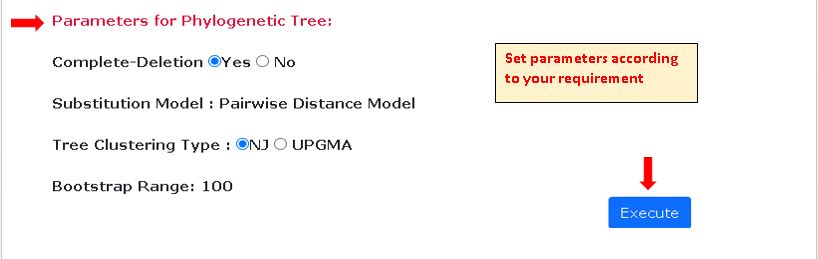 Parameters for Phylogenetic Tree:
Complete-Deletion Yes No
Set parameters according
to your requirement
Substitution Model : Pairwise Distance Model
Tree Clustering Type : NJ UPGMA
Bootstrap Range: 100
Execute